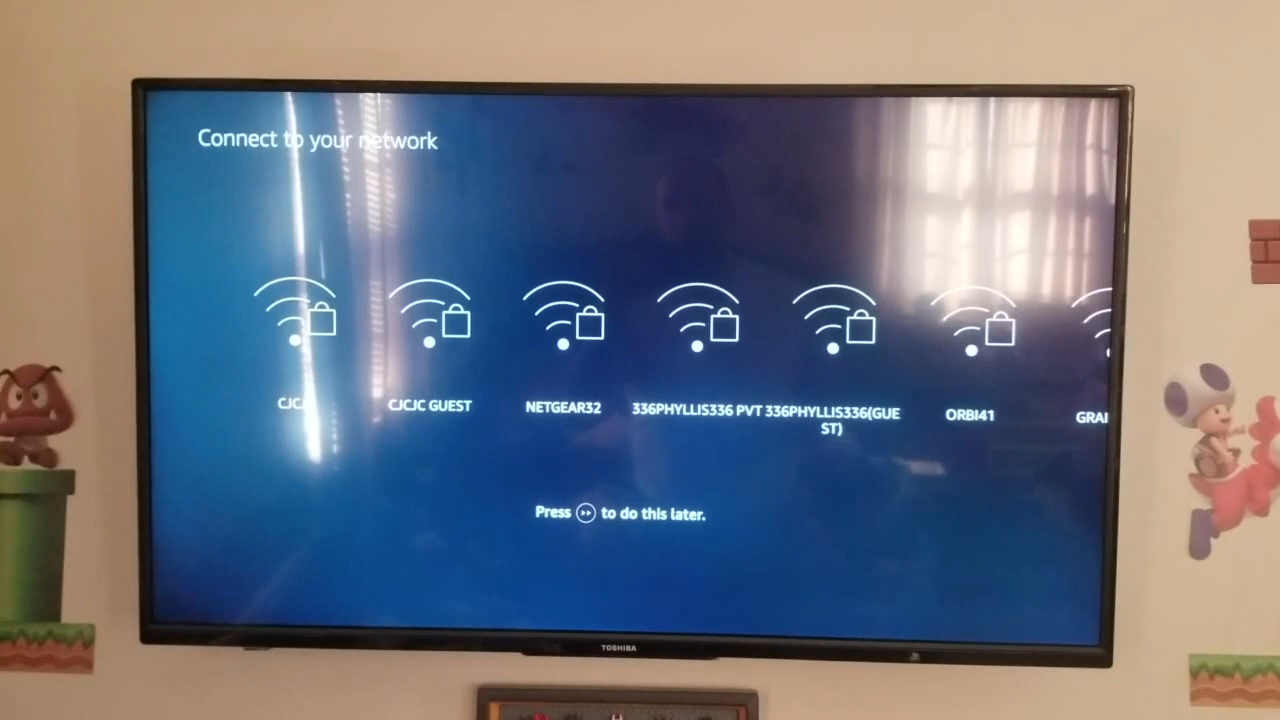 Connect to your network
CJCJC GUEST
NETGEAR32
336PHYLLIS336 PVT
336PHYLLIS336(GUE
ST)
ORBI41
Press to do this later.
TOSHIBA